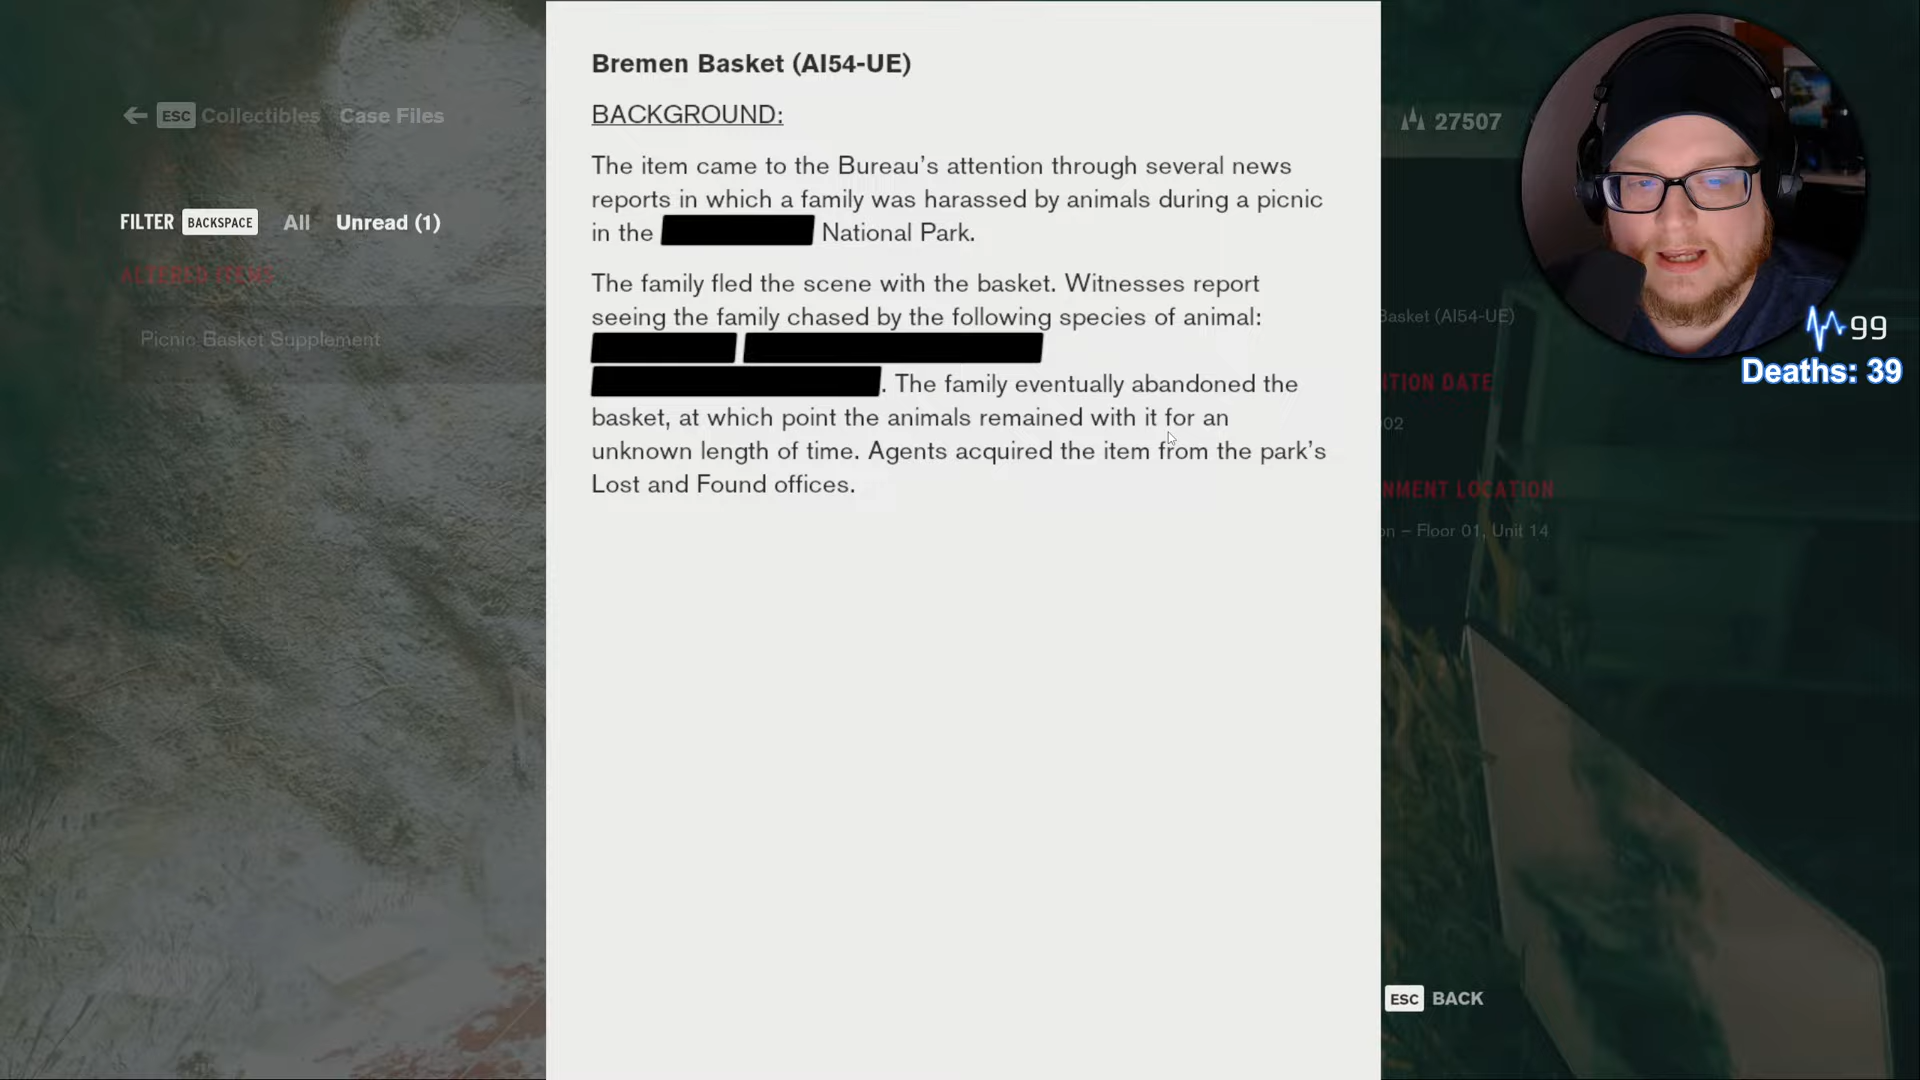 Bremen Basket (AI54-UE)
BACKGROUND:
The item came to the Bureau's attention through several news
reports in which a family was harassed by animals during a picnic
in the National Park.
The family fled the scene with the basket. Witnesses report
seeing the family chased by the following species of animal:
. The family eventually abandoned the
basket, at which point the animals remained with it for an
unknown length of time. Agents acquired the item from the park's
Lost and Found offices.
ESC Collectibles Case Files
FILTER BACKSPACE All Unread (1)
ALTERED ITEMS
Picnic Basket Supplement
27507
Basket (AI54-UE)
ITION DATE
02
NMENT LOCATION
on – Floor 01, Unit 14
ESC BACK
99
Deaths: 39